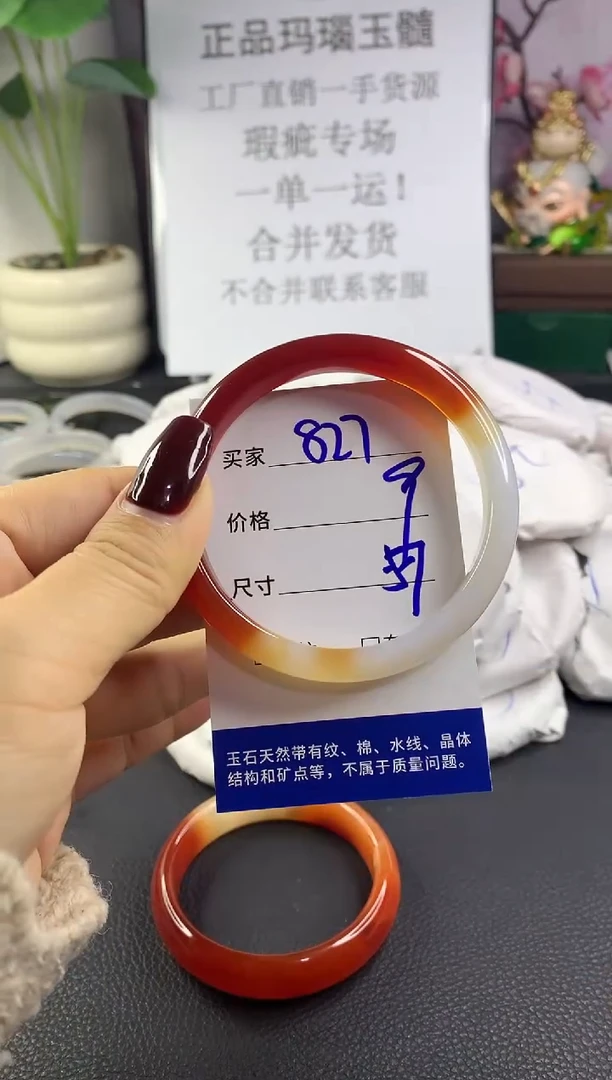 正品玛瑙玉髓
工厂直销一手货源
瑕疵专场
一单一运！
合并发货
不合并联系客服
买家 827
价格
尺寸
玉石天然带有纹、棉、水线、晶体
结构和矿点等，不属于质量问题。